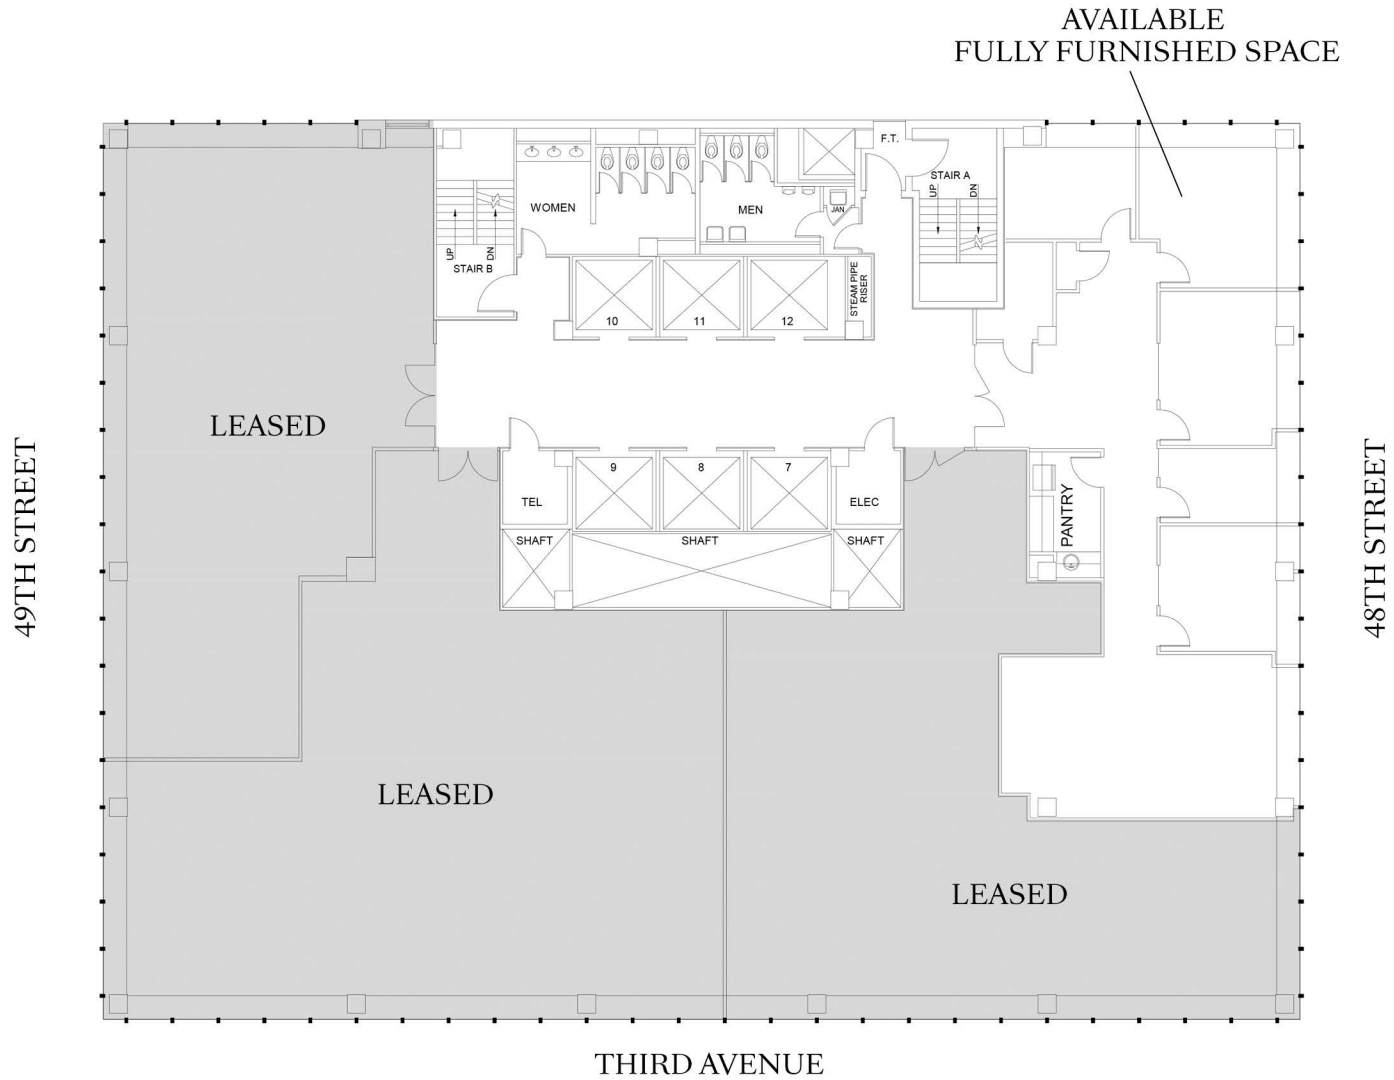 AVAILABLE
FULLY FURNISHED SPACE
F.T.
STAIR A
UP
DN
WOMEN
MEN
JAN
UP
DN
STAIR B
STEAM PIPE
RISER
10
11
12
LEASED
9
8
7
TEL
ELEC
PANTRY
SHAFT
SHAFT
SHAFT
49TH STREET
48TH STREET
LEASED
LEASED
THIRD AVENUE